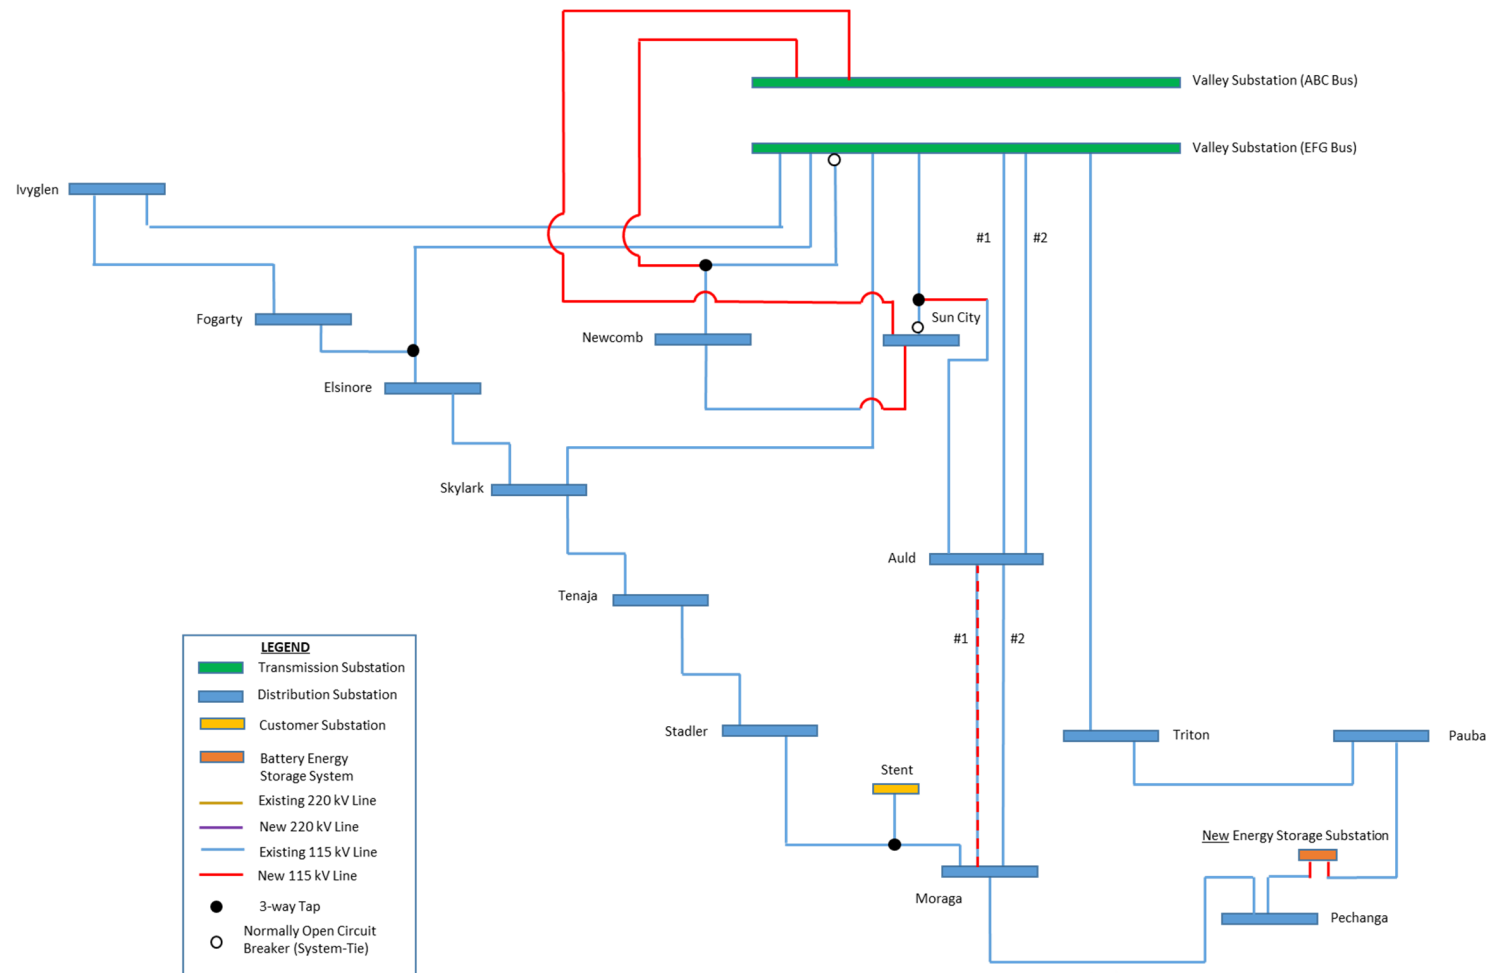 Valley Substation (ABC Bus)
Valley Substation (EFG Bus)
Ivyglen
#1
#2
Fogarty
Sun City
Newcomb
Elsinore
Skylark
Auld
Tenaja
#1
#2
Stadler
Triton
Pauba
Stent
New Energy Storage Substation
Moraga
Pechanga
LEGEND
Transmission Substation
Distribution Substation
Customer Substation
Battery Energy
Storage System
Existing 220 kV Line
New 220 kV Line
Existing 115 kV Line
New 115 kV Line
3-way Tap
Normally Open Circuit
Breaker (System-Tie)